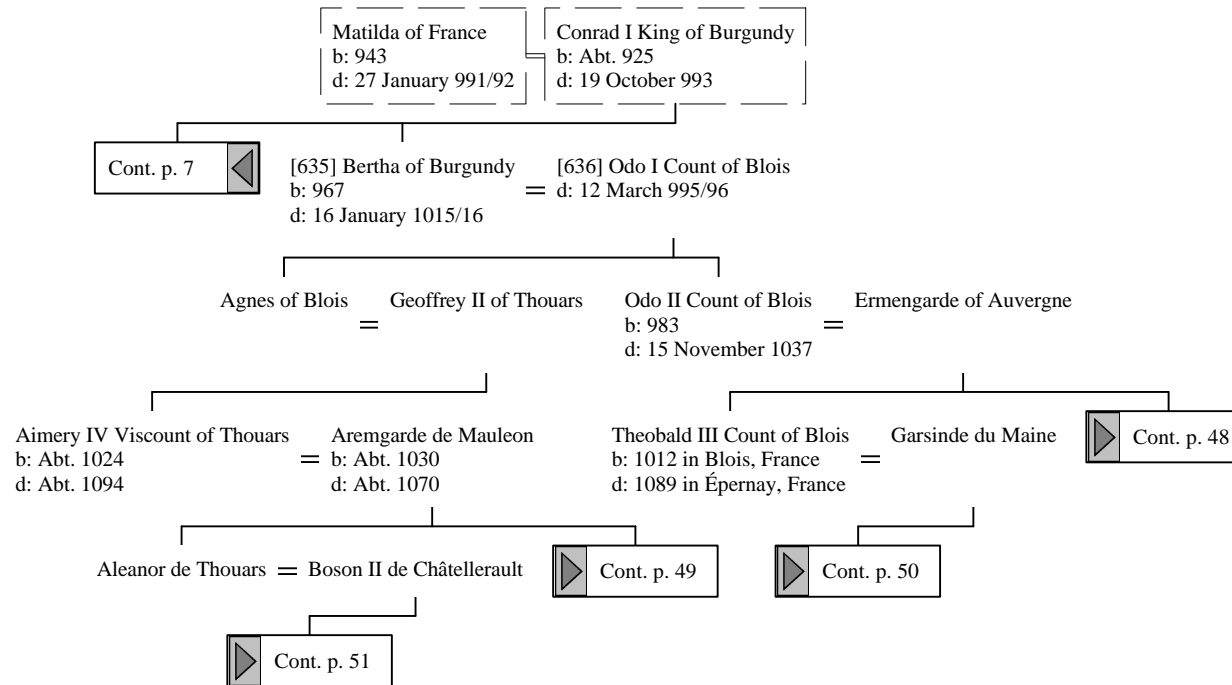 Matilda of France
b: 943
d: 27 January 991/92
Conrad I King of Burgundy
b: Abt. 925
d: 19 October 993
Cont. p. 7
[635] Bertha of Burgundy
b: 967
d: 16 January 1015/16
=
[636] Odo I Count of Blois
d: 12 March 995/96
Agnes of Blois
=
Geoffrey II of Thouars
Odo II Count of Blois
b: 983
d: 15 November 1037
=
Ermengarde of Auvergne
Aimery IV Viscount of Thouars
b: Abt. 1024
d: Abt. 1094
=
Aremgarde de Mauleon
b: Abt. 1030
d: Abt. 1070
Theobald III Count of Blois
b: 1012 in Blois, France
d: 1089 in Épernay, France
=
Garsinde du Maine
Cont. p. 48
Aleanor de Thouars = Boson II de Châtellerault
Cont. p. 49
Cont. p. 50
Cont. p. 51